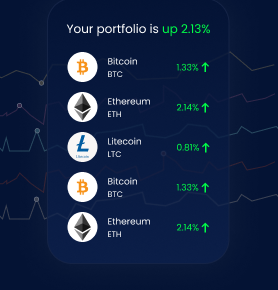 Your portfolio is up 2.13%
Bitcoin
BTC
1.33%
Ethereum
ETH
2.14%
Litecoin
LTC
0.81%
Litecoin
Bitcoin
BTC
1.33%
Ethereum
ETH
2.14%